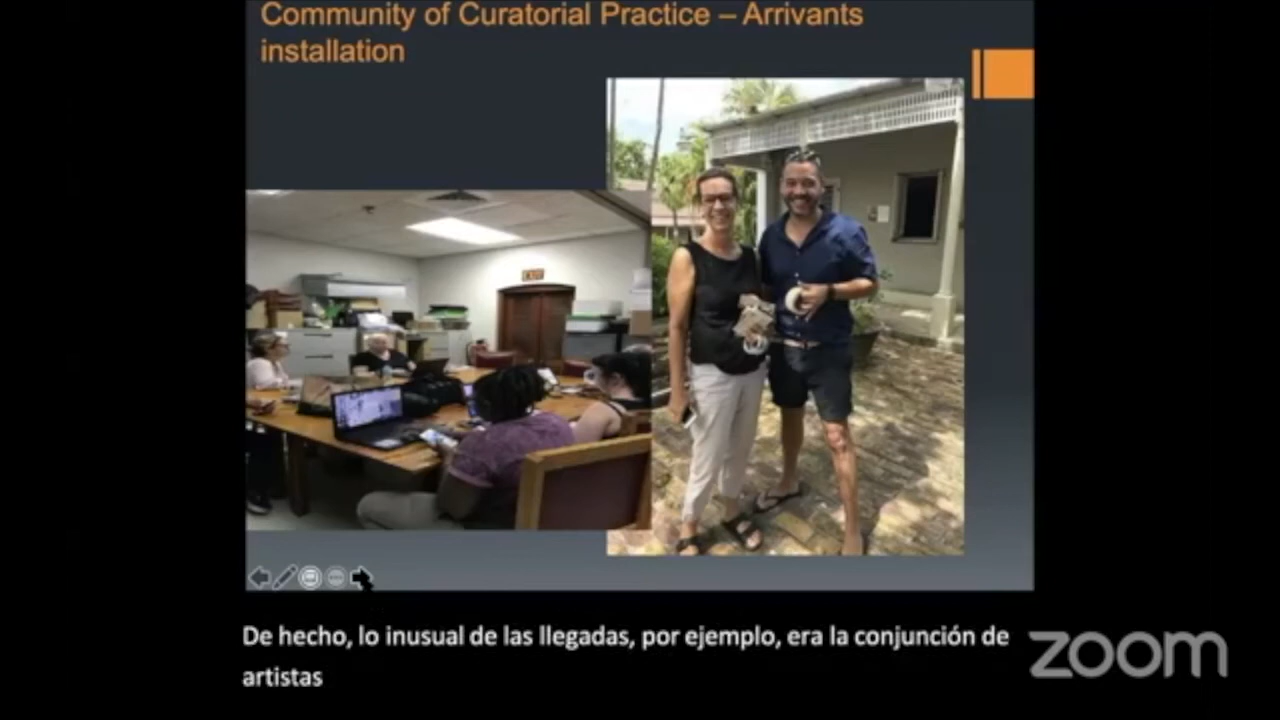 Community of Curatorial Practice – Arrivants
installation
EXIT
De hecho, lo inusual de las llegadas, por ejemplo, era la conjunción de
artistas
zoom